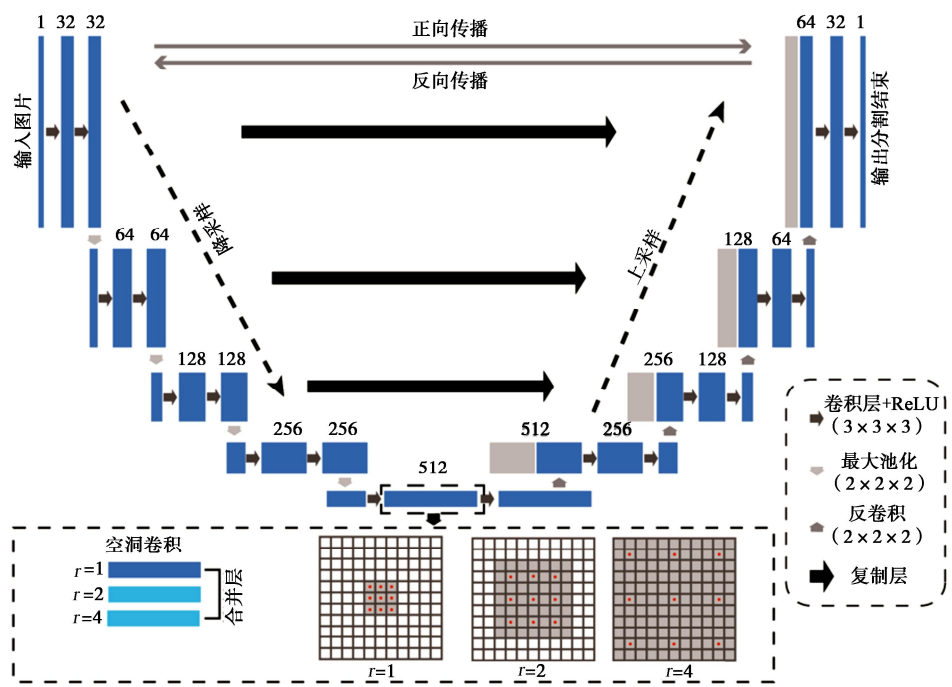 1 32 32
正向传播
反向传播
64 32 1
输入图片
输出分割结束
降采样
上采样
64 64
128 64
128 128
256 128
256 256
512 256
512
卷积层+ReLU
(3×3×3)
最大池化
(2×2×2)
反卷积
(2×2×2)
复制层
空洞卷积
r=1
r=2
r=4
合并层
r=1
r=2
r=4